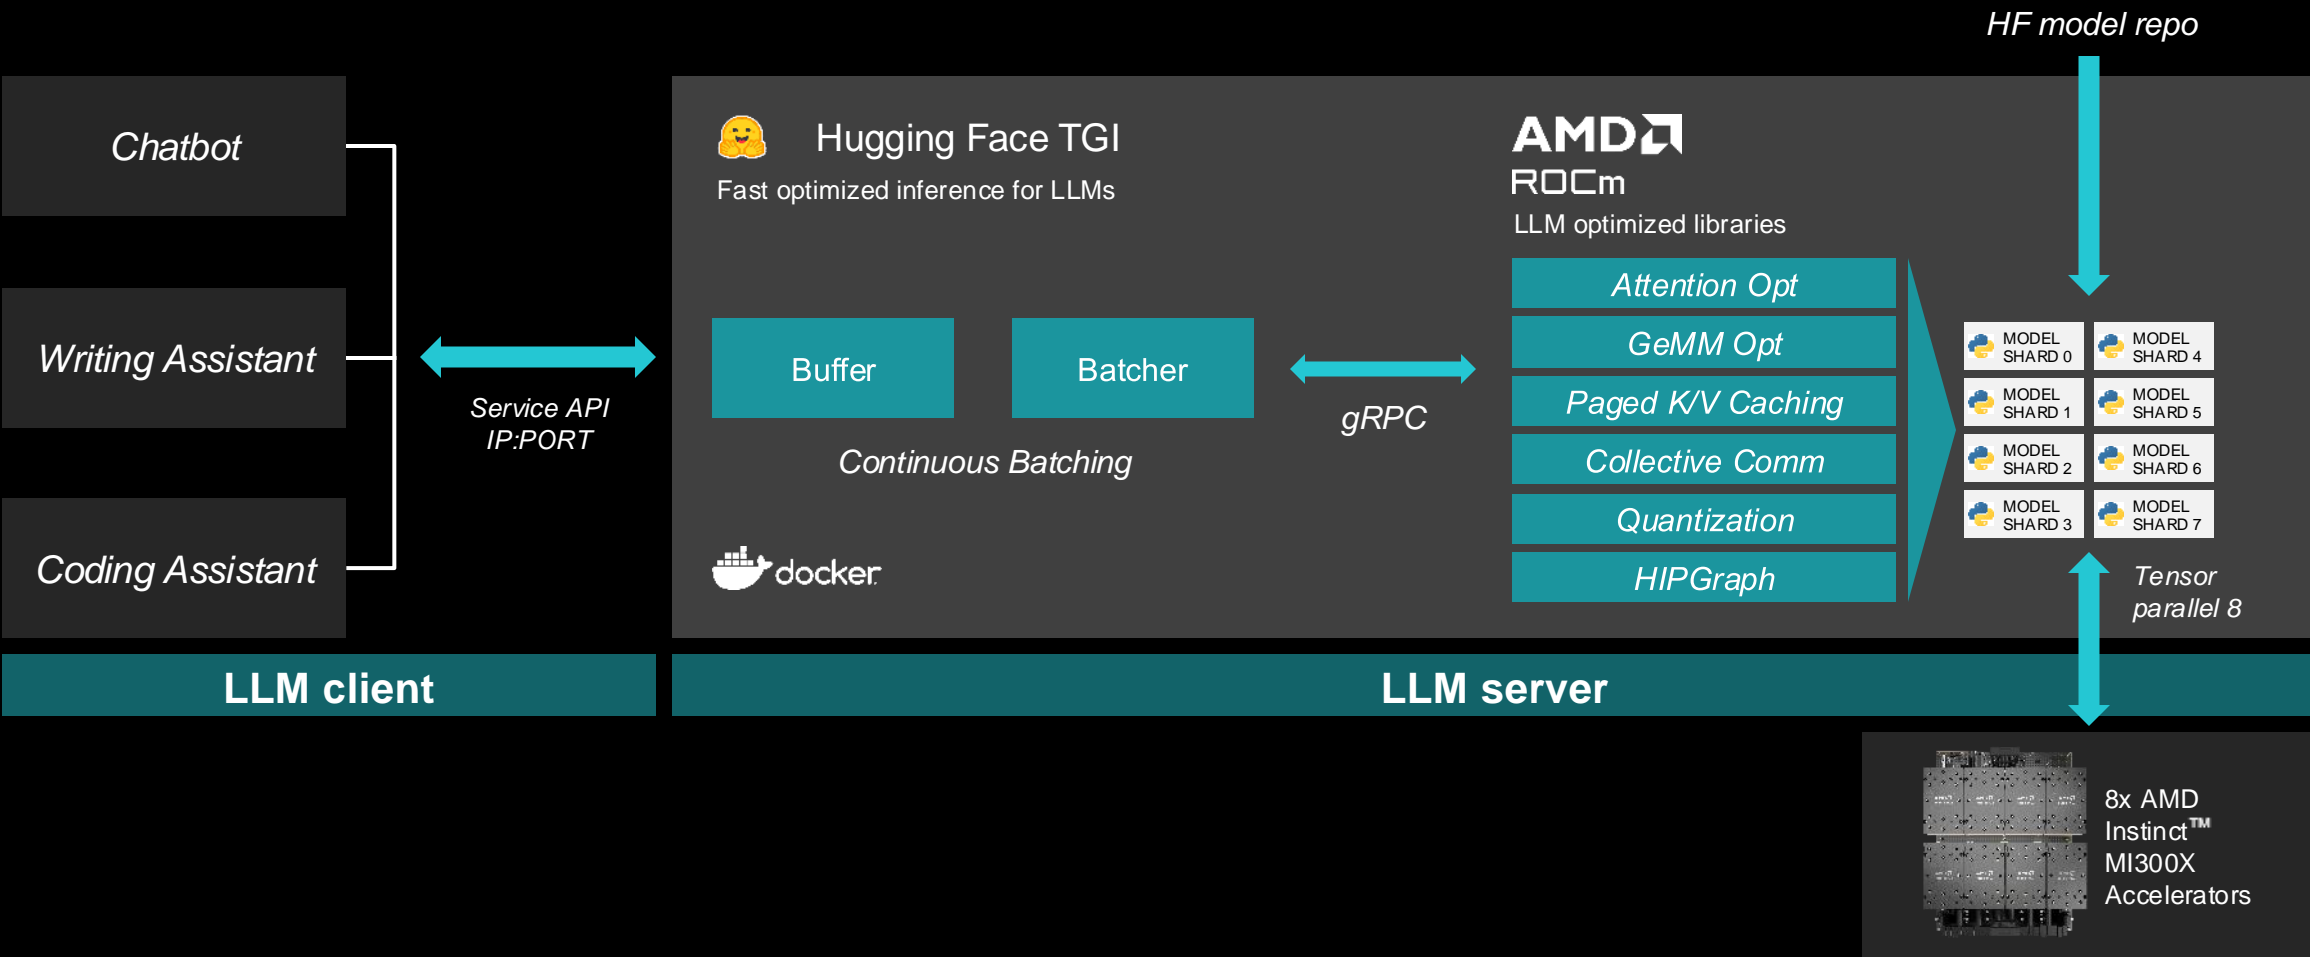 HF model repo
Chatbot
Writing Assistant
Coding Assistant
Service API
IP:PORT
LLM client
Hugging Face TGI
Fast optimized inference for LLMs
Buffer
Batcher
Continuous Batching
docker
gRPC
AMD
ROCm
LLM optimized libraries
Attention Opt
GeMM Opt
Paged K/V Caching
Collective Comm
Quantization
HIPGraph
MODEL
SHARD 0
MODEL
SHARD 4
MODEL
SHARD 1
MODEL
SHARD 5
MODEL
SHARD 2
MODEL
SHARD 6
MODEL
SHARD 3
MODEL
SHARD 7
Tensor
parallel 8
LLM server
8x AMD
Instinct™
MI300X
Accelerators